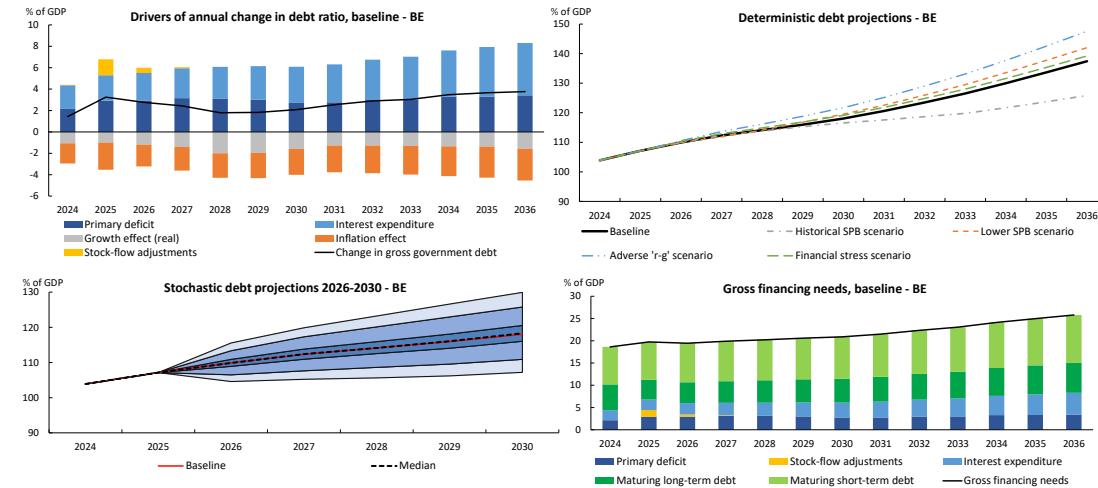 % of GDP
Drivers of annual change in debt ratio, baseline - BE
10
8
6
4
2
0
-2
-4
-6
2024 2025 2026 2027 2028 2029 2030 2031 2032 2033 2034 2035 2036
Primary deficit Interest expenditure
Growth effect (real) Inflation effect
Stock-flow adjustments Change in gross government debt
% of GDP
Deterministic debt projections - BE
150
140
130
120
110
100
90
2024 2025 2026 2027 2028 2029 2030 2031 2032 2033 2034 2035 2036
Baseline Historical SPB scenario Lower SPB scenario
Adverse 'r-g' scenario Financial stress scenario
% of GDP
Stochastic debt projections 2026-2030 - BE
130
120
110
100
90
2024 2025 2026 2027 2028 2029 2030
Baseline Median
% of GDP
Gross financing needs, baseline - BE
30
25
20
15
10
5
0
2024 2025 2026 2027 2028 2029 2030 2031 2032 2033 2034 2035 2036
Primary deficit Stock-flow adjustments Interest expenditure
Maturing long-term debt Maturing short-term debt Gross financing needs